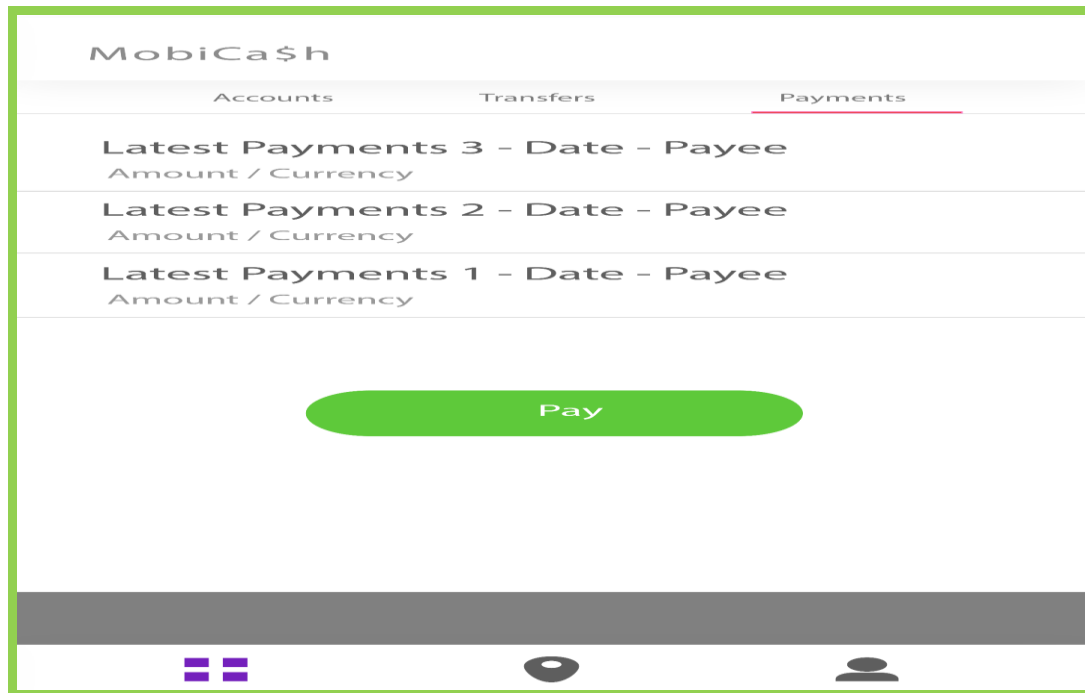 MobiCa$h
Accounts Transfers Payments
Latest Payments 3 – Date – Payee
Amount / Currency
Latest Payments 2 – Date – Payee
Amount / Currency
Latest Payments 1 – Date – Payee
Amount / Currency
Pay